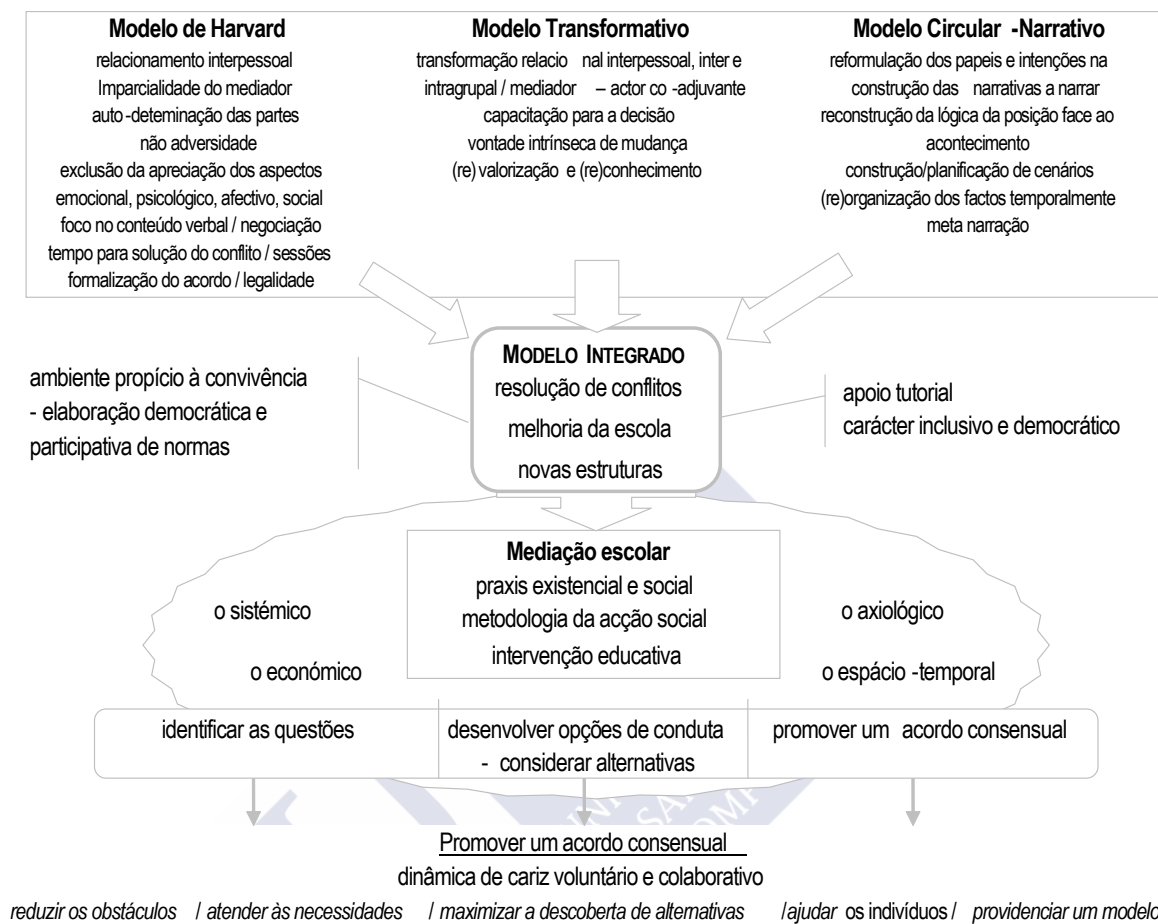 Modelo de Harvard
relacionamento interpessoal
Imparcialidade do mediador
auto-deteminação das partes
não adversidade
exclusão da apreciação dos aspectos
emocional, psicológico, afectivo, social
foco no conteúdo verbal / negociação
tempo para solução do conflito / sessões
formalização do acordo / legalidade
Modelo Transformativo
transformação relacio nal interpessoal, inter e
intragrupal / mediador – actor co -adjuvante
capacitação para a decisão
vontade intrínseca de mudança
(re) valorização e (re)conhecimento
Modelo Circular -Narrativo
reformulação dos papeis e intenções na
construção das narrativas a narrar
reconstrução da lógica da posição face ao
acontecimento
construção/planificação de cenários
(re)organização dos factos temporalmente
meta narração
ambiente propício à convivência
- elaboração democrática e
participativa de normas
MODELO INTEGRADO
resolução de conflitos
melhoria da escola
novas estruturas
apoio tutorial
carácter inclusivo e democrático
Mediação escolar
praxis existencial e social
metodologia da acção social
intervenção educativa
o sistémico
o económico
o axiológico
o espácio -temporal
identificar as questões
desenvolver opções de conduta
- considerar alternativas
promover um acordo consensual
Promover um acordo consensual
dinâmica de cariz voluntário e colaborativo
reduzir os obstáculos / atender às necessidades / maximizar a descoberta de alternativas /ajudar os indivíduos / providenciar um modelo